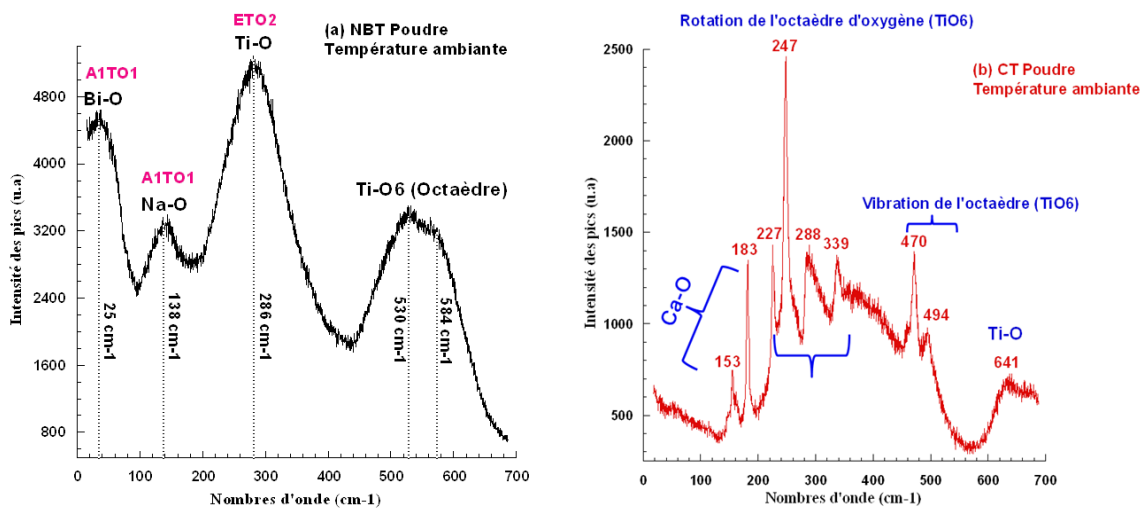 ETO2
Ti-O
(a) NBT Poudre
Température ambiante
A1TO1
Bi-O
A1TO1
Na-O
Ti-O6 (Octaèdre)
4800
4000
3200
2400
1600
800
Intensité des pics (u.a)
25 cm-1
138 cm-1
286 cm-1
530 cm-1
584 cm-1
0 100 200 300 400 500 600 700
Nombres d'onde (cm-1)
Rotation de l'octaèdre d'oxygène (TiO6)
247
(b) CT Poudre
Température ambiante
Vibration de l'octaèdre (TiO6)
183
227
288
339
470
494
Ca-O
153
Ti-O
641
2500
2000
1500
1000
500
Intensité des pics (u.a)
0 100 200 300 400 500 600 700
Nombres d'onde (cm-1)